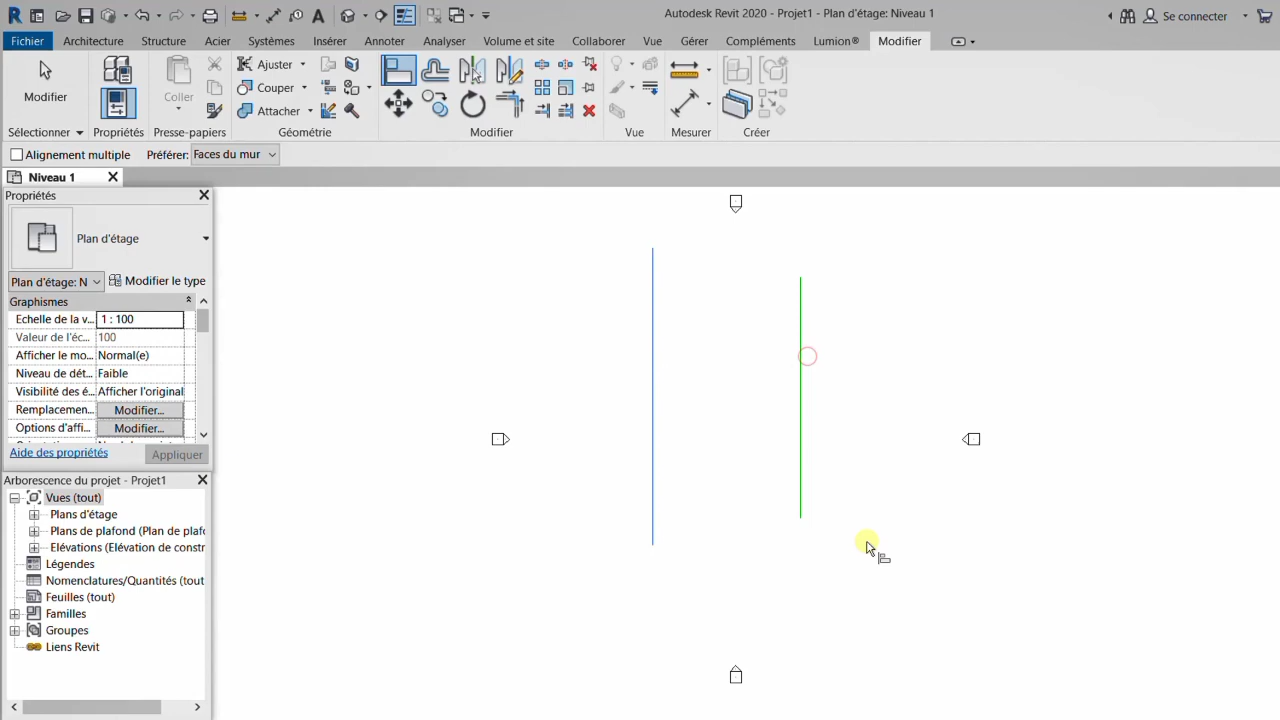 Autodesk Revit 2020 - Projet1 - Plan d'étage: Niveau 1
Se connecter
Fichier Architecture Structure Acier Systèmes Insérer Annoter Analyser Volume et site Collaborer Vue Gérer Compléments Lumion® Modifier
Modifier
Coller
Ajuster
Couper
Attacher
Sélectionner Propriétés Presse-papiers Géométrie Modifier Vue Mesurer Créer
Alignement multiple Préférer: Faces du mur
Niveau 1
Propriétés
Plan d'étage
Plan d'étage: N Modifier le type
Graphismes
Echelle de la v... 1 : 100
Valeur de l'éc... 100
Afficher le mo... Normal(e)
Niveau de dét... Faible
Visibilité des é... Afficher l'original
Remplacemen... Modifier...
Options d'affi... Modifier...
Aide des propriétés Appliquer
Arborescence du projet - Projet1
Vues (tout)
Plans d'étage
Plans de plafond (Plan de plafo
Elévations (Elévation de constr
Légendes
Nomenclatures/Quantités (tout
Feuilles (tout)
Familles
Groupes
Liens Revit